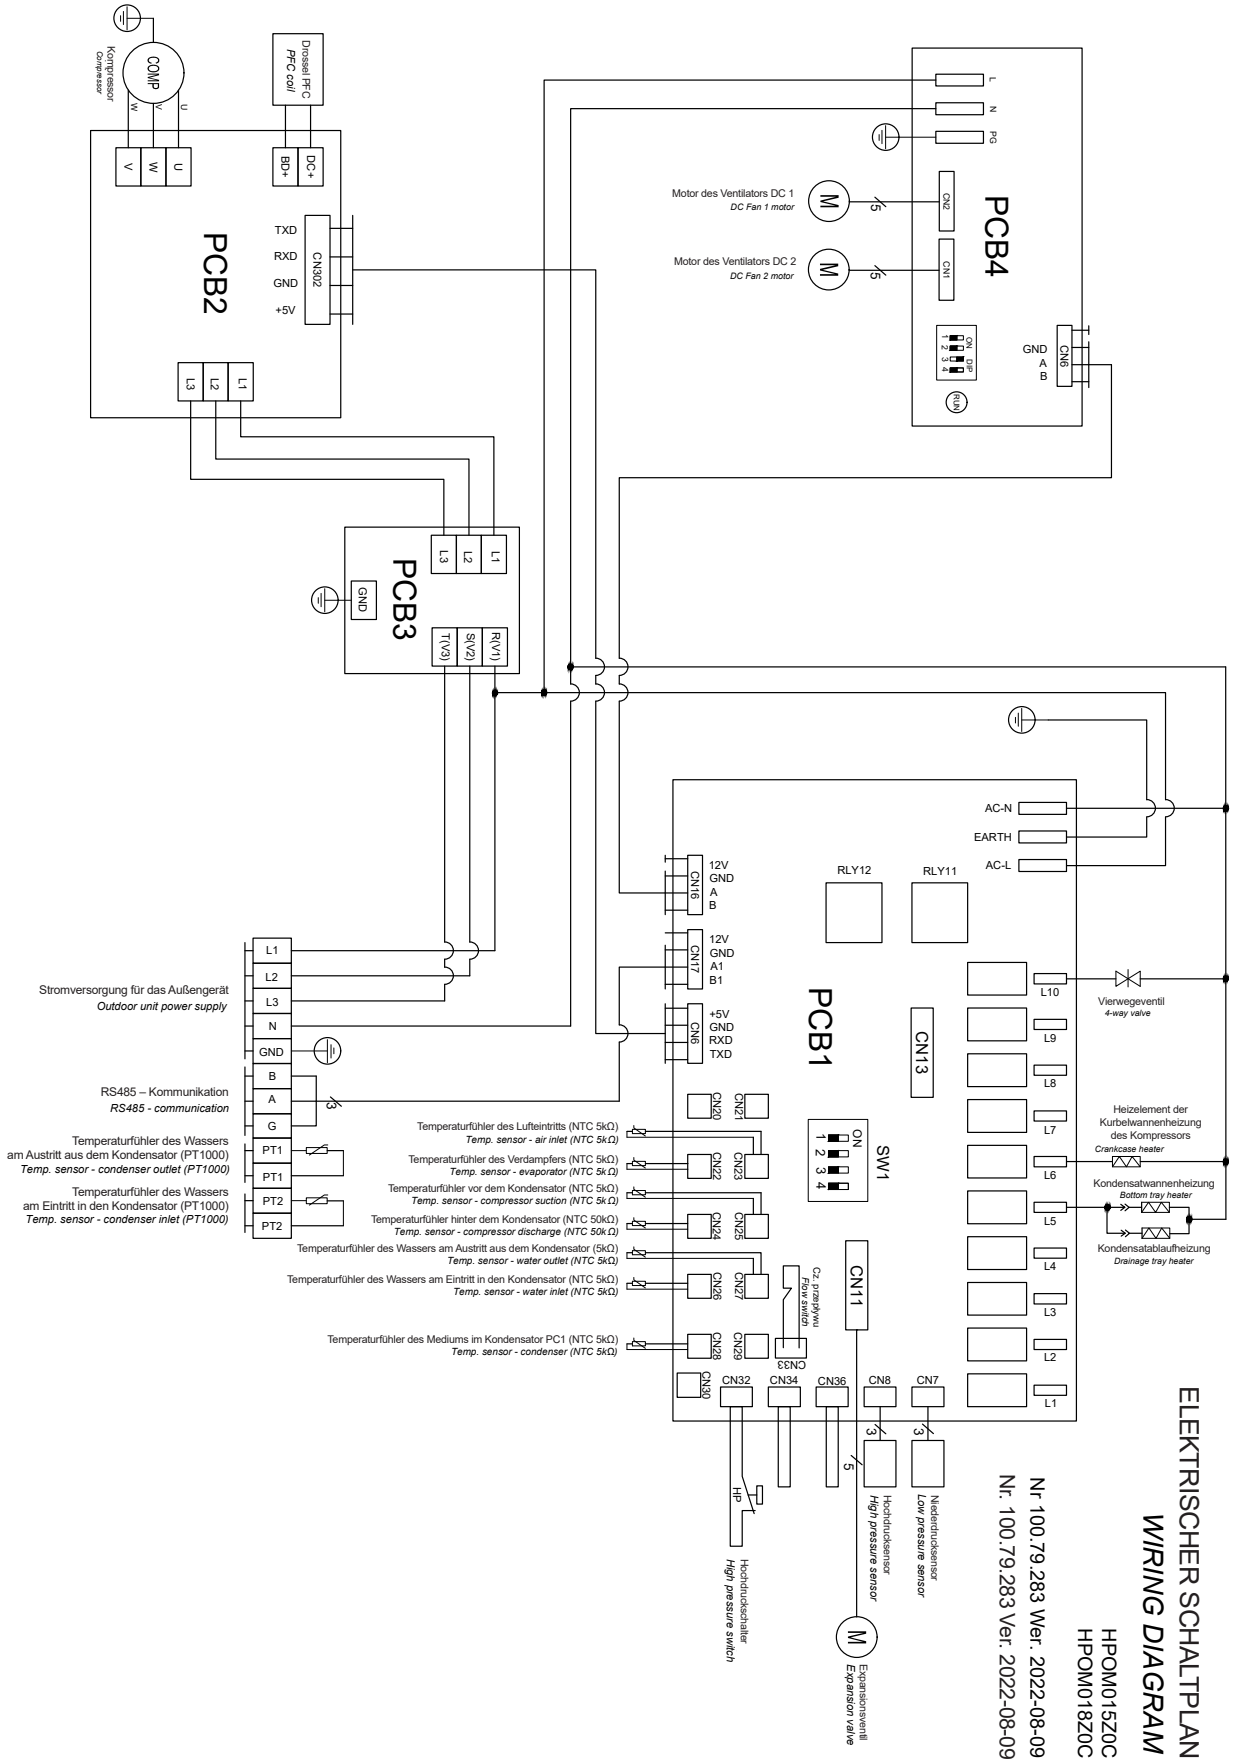 ELEKTRISCHER SCHALTPLAN
WIRING DIAGRAM
HPOM015Z0C
HPOM018Z0C
Nr 100.79.283 Wer. 2022-08-09
Nr. 100.79.283 Ver. 2022-08-09
Kompressor
Compressor
COMP
W
V
U
V
W
U
Drossel PFC
PFC coil
BD+
DC+
PCB2
TXD
RXD
GND
+5V
CN302
L3
L2
L1
PCB4
L
N
PG
Motor des Ventilators DC 1
DC Fan 1 motor
M
5
CN2
Motor des Ventilators DC 2
DC Fan 2 motor
M
5
CN1
ON
DIP
1
2
3
4
RUN
GND
A
B
CN6
PCB3
L3
L2
L1
GND
T(V3)
S(V2)
R(V1)
PCB1
AC-N
EARTH
AC-L
RLY12
RLY11
12V
GND
A
B
CN16
12V
GND
A1
B1
CN17
+5V
GND
RXD
TXD
CN6
CN13
L10
L9
L8
L7
L6
L5
L4
L3
L2
L1
Vierwegeventil
4-way valve
Heizelement der
Kurbelwannenheizung
des Kompressors
Crankcase heater
Kondensatwannenheizung
Bottom tray heater
Kondensatablaufheizung
Drainage tray heater
Stromversorgung für das Außengerät
Outdoor unit power supply
L1
L2
L3
N
GND
RS485 – Kommunikation
RS485 - communication
B
A
G
3
Temperaturfühler des Wassers
am Austritt aus dem Kondensator (PT1000)
Temp. sensor - condenser outlet (PT1000)
PT1
PT1
Temperaturfühler des Wassers
am Eintritt in den Kondensator (PT1000)
Temp. sensor - condenser inlet (PT1000)
PT2
PT2
CN20
CN21
Temperaturfühler des Lufteintritts (NTC 5kΩ)
Temp. sensor - air inlet (NTC 5kΩ)
Temperaturfühler des Verdampfers (NTC 5kΩ)
Temp. sensor - evaporator (NTC 5kΩ)
CN22
CN23
Temperaturfühler vor dem Kondensator (NTC 5kΩ)
Temp. sensor - compressor suction (NTC 5kΩ)
Temperaturfühler hinter dem Kondensator (NTC 50kΩ)
Temp. sensor - compressor discharge (NTC 50kΩ)
CN24
CN25
Temperaturfühler des Wassers am Austritt aus dem Kondensator (5kΩ)
Temp. sensor - water outlet (NTC 5kΩ)
Temperaturfühler des Wassers am Eintritt in den Kondensator (NTC 5kΩ)
Temp. sensor - water inlet (NTC 5kΩ)
CN26
CN27
Temperaturfühler des Mediums im Kondensator PC1 (NTC 5kΩ)
Temp. sensor - condenser (NTC 5kΩ)
CN28
CN29
CN30
SW1
ON
1
2
3
4
Cz. przepływu
Flow switch
CN33
CN11
CN32
CN34
CN36
CN8
CN7
HP
Hochdruckschalter
High pressure switch
5
M
Expansionsventil
Expansion valve
3
Hochdrucksensor
High pressure sensor
3
Niederdrucksensor
Low pressure sensor